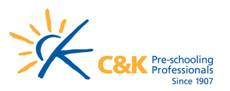 C&K Pre-schooling
Professionals
Since 1907